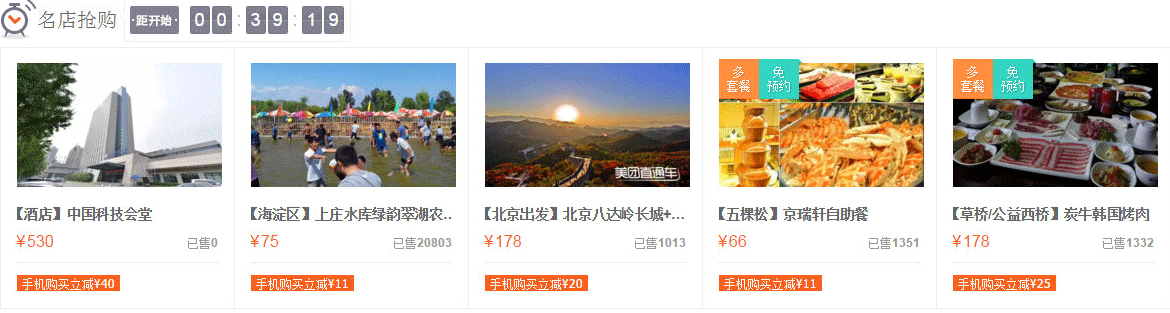 名店抢购 ·距开始· 00:39:19
多
套餐
免
预约
多
套餐
免
预约
美团直通车
【酒店】中国科技会堂
【海淀区】上庄水库绿韵翠湖农...
【北京出发】北京八达岭长城+...
【五棵松】京瑞轩自助餐
【草桥/公益西桥】炭牛韩国烤肉
¥530 已售0
¥75 已售20803
¥178 已售1013
¥66 已售1351
¥178 已售1332
手机购买立减¥40
手机购买立减¥11
手机购买立减¥20
手机购买立减¥11
手机购买立减¥25